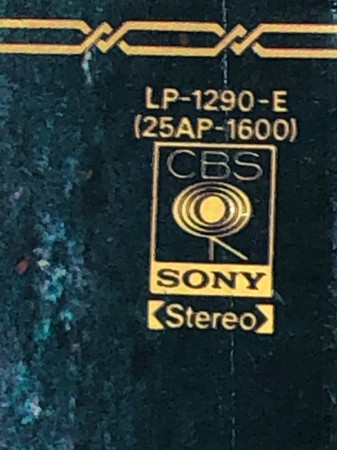 LP-1290-E
(25AP-1600)
CBS
SONY
Stereo